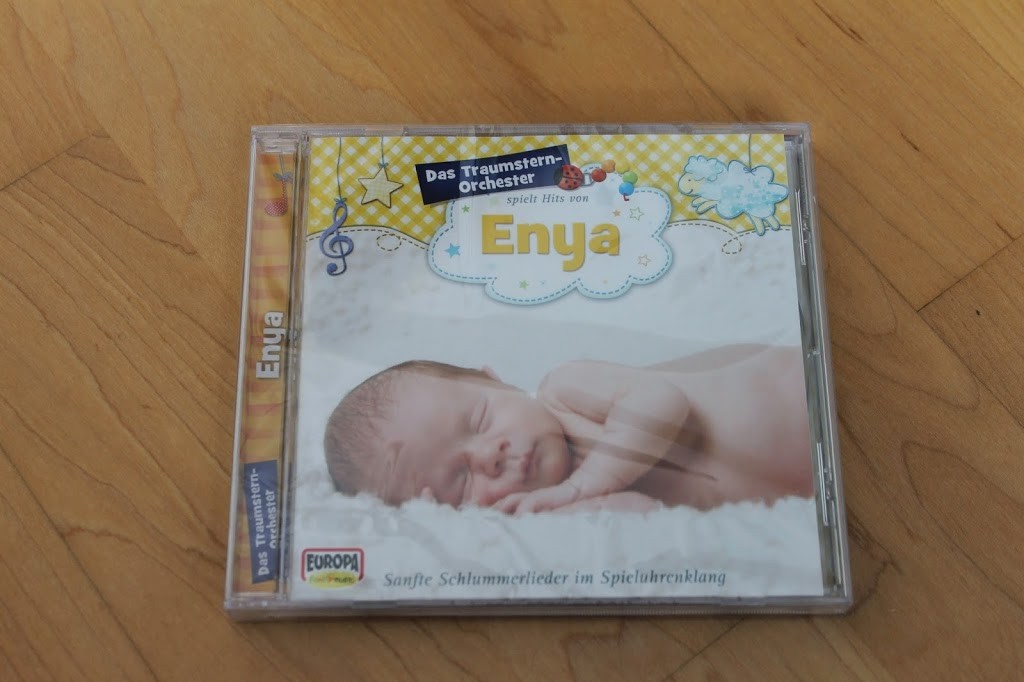 Das Traumstern-
Orchester
spielt Hits von
Enya
Enya
Das Traumstern-
Orchester
EUROPA
Sanfte Schlummerlieder im Spieluhrenklang